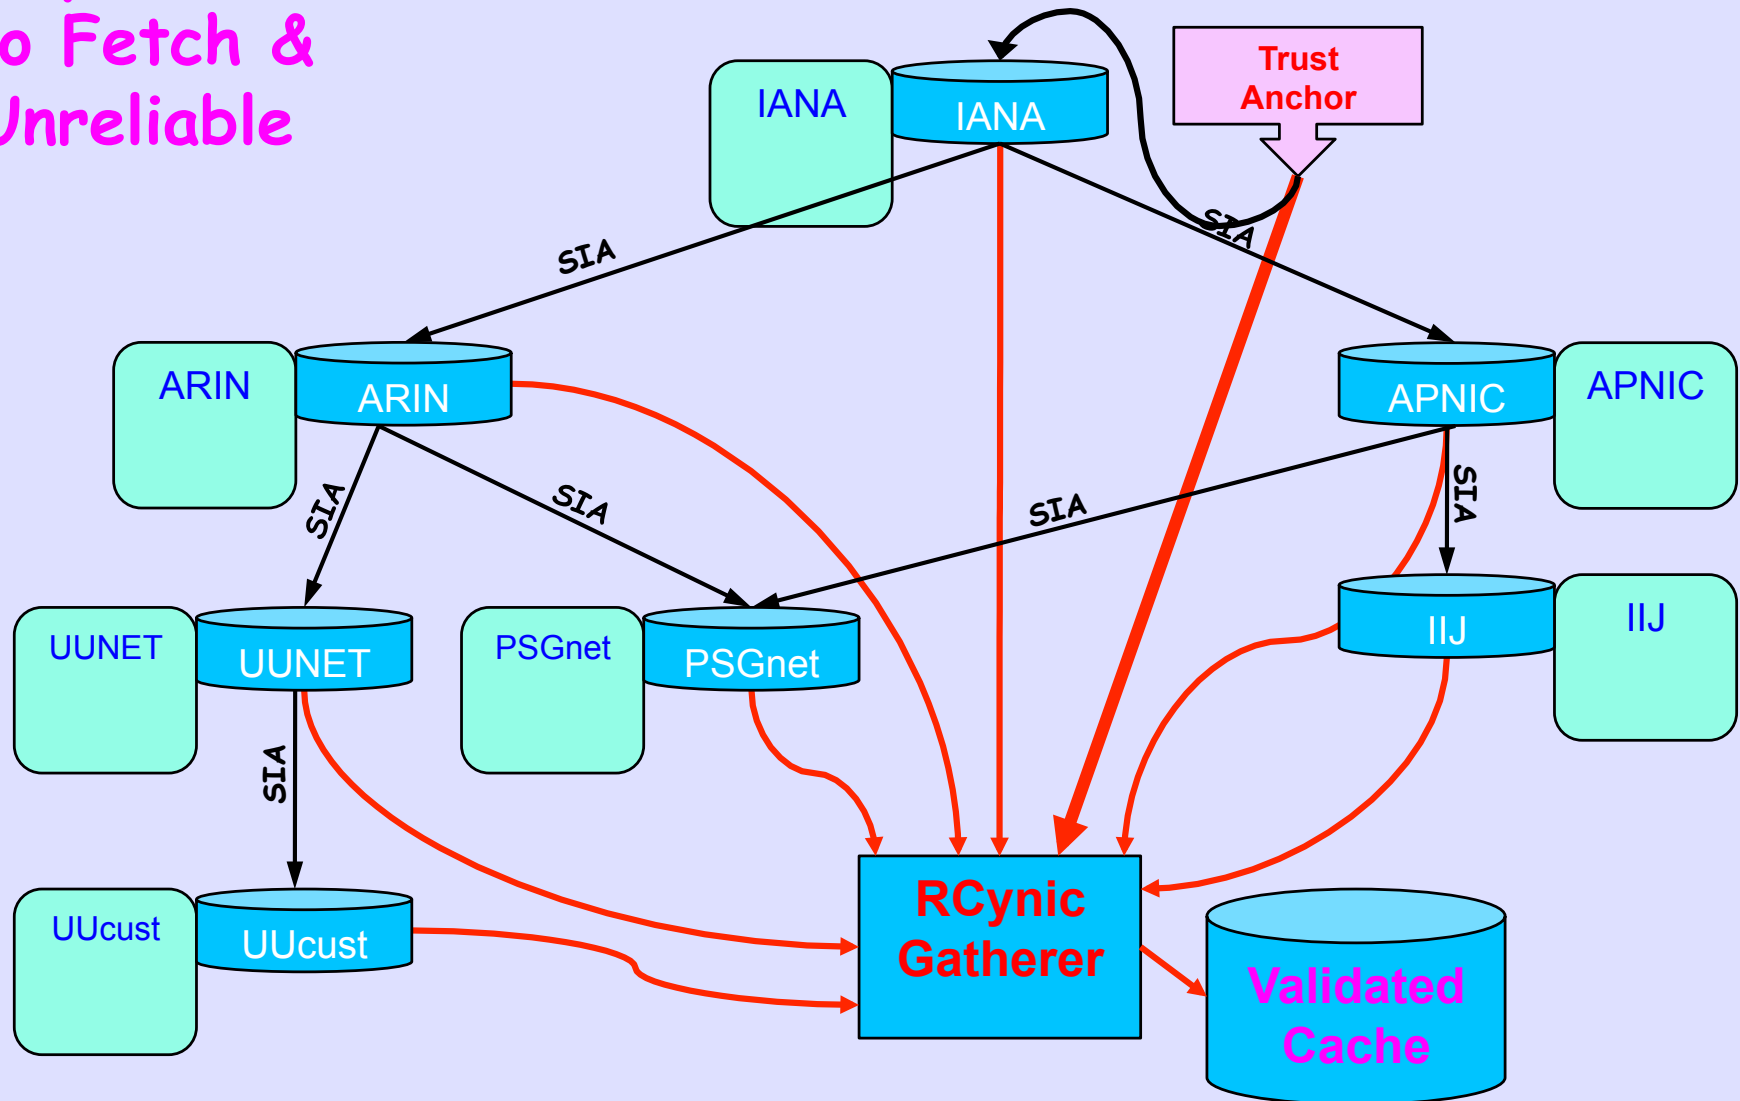 o Fetch &
Unreliable
IANA
IANA
Trust
Anchor
SIA
SIA
ARIN
ARIN
APNIC
APNIC
SIA
SIA
SIA
SIA
UUNET
UUNET
PSGnet
PSGnet
IIJ
IIJ
SIA
UUcust
UUcust
RCynic
Gatherer
Validated
Cache